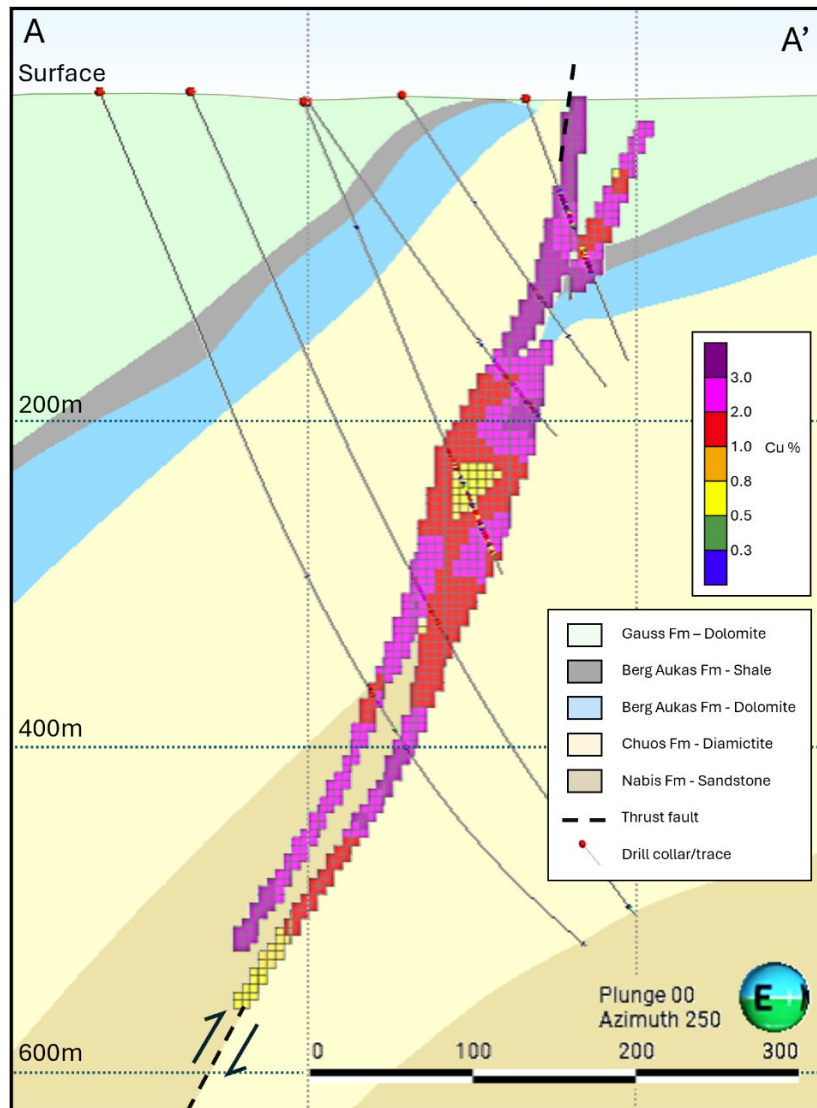 A
A’
Surface
200m
3.0
2.0
1.0
Cu %
0.8
0.5
0.3
Gauss Fm – Dolomite
Berg Aukas Fm - Shale
Berg Aukas Fm - Dolomite
400m
Chuos Fm - Diamictite
Nabis Fm - Sandstone
Thrust fault
Drill collar/trace
Plunge 00
Azimuth 250
E
600m
0
100
200
300